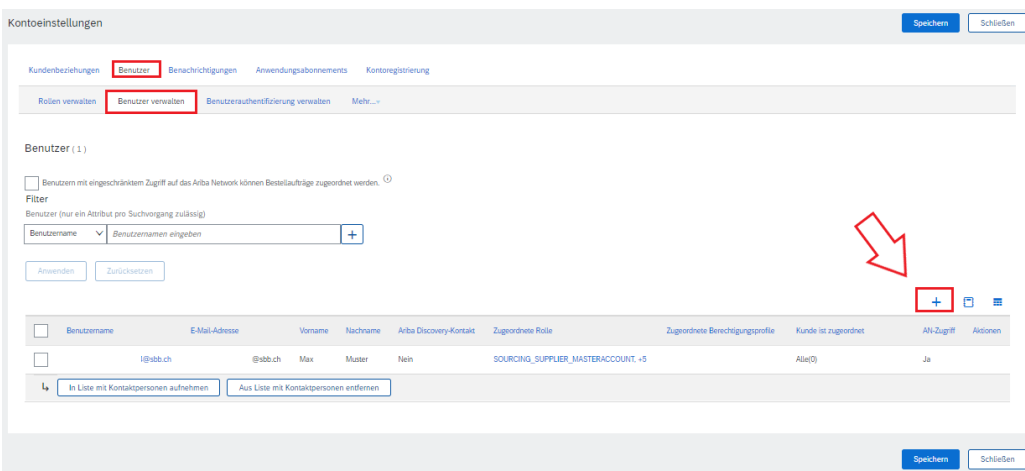 Kontoeinstellungen
Speichern
Schließen
Kundenbeziehungen Benutzer Benachrichtigungen Anwendungsabonnements Kontoregistrierung
Rollen verwalten Benutzer verwalten Benutzerauthentifizierung verwalten Mehr...
Benutzer ( 1 )
Benutzern mit eingeschränktem Zugriff auf das Ariba Network können Bestellaufträge zugeordnet werden.
Filter
Benutzer (nur ein Attribut pro Suchvorgang zulässig)
Benutzername Benutzernamen eingeben +
Anwenden Zurücksetzen
+
Benutzername E-Mail-Adresse Vorname Nachname Ariba Discovery-Kontakt Zugeordnete Rolle Zugeordnete Berechtigungsprofile Kunde ist zugeordnet AN-Zugriff Aktionen
l@sbb.ch @sbb.ch Max Muster Nein SOURCING_SUPPLIER_MASTERACCOUNT, +5 Alle(0) Ja
In Liste mit Kontaktpersonen aufnehmen Aus Liste mit Kontaktpersonen entfernen
Speichern
Schließen